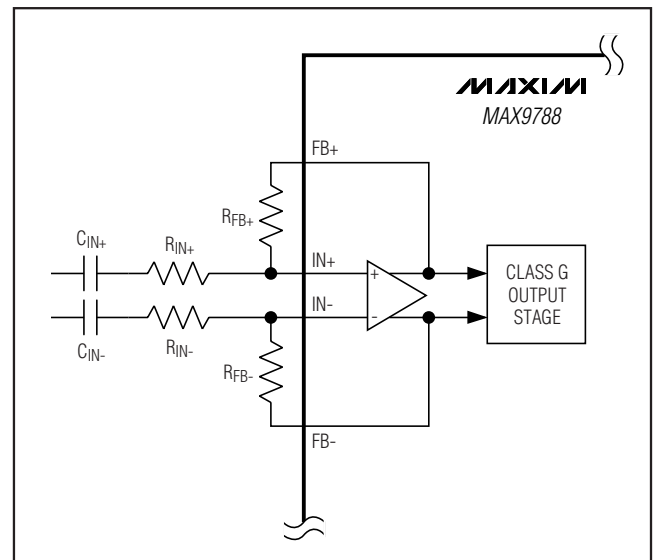 MAXIM
MAX9788
FB+
RFB+
CIN+
RIN+
IN+
+
CLASS G
OUTPUT
STAGE
IN-
-
CIN-
RIN-
RFB-
FB-